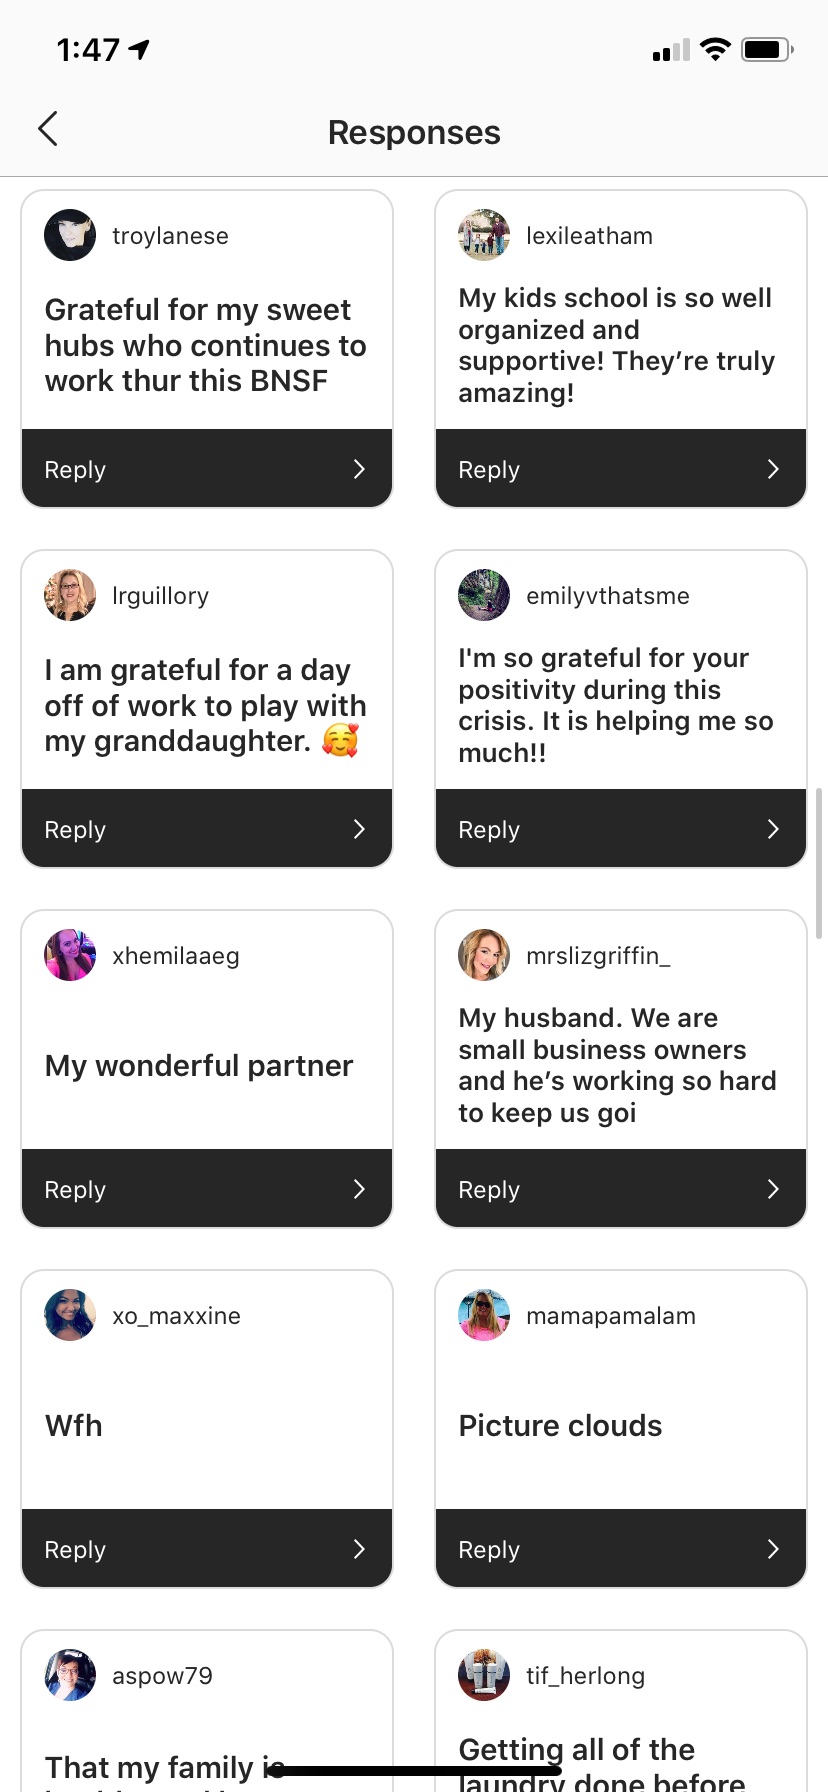 1:47
Responses
troylanese
Grateful for my sweet
hubs who continues to
work thur this BNSF
Reply
lexileatham
My kids school is so well
organized and
supportive! They’re truly
amazing!
Reply
lrguillory
I am grateful for a day
off of work to play with
my granddaughter. 🥰
Reply
emilyvthatsme
I'm so grateful for your
positivity during this
crisis. It is helping me so
much!!
Reply
xhemilaaeg
My wonderful partner
Reply
mrslizgriffin_
My husband. We are
small business owners
and he’s working so hard
to keep us goi
Reply
xo_maxxine
Wfh
Reply
mamapamalam
Picture clouds
Reply
aspow79
That my family is
tif_herlong
Getting all of the
laundry done before